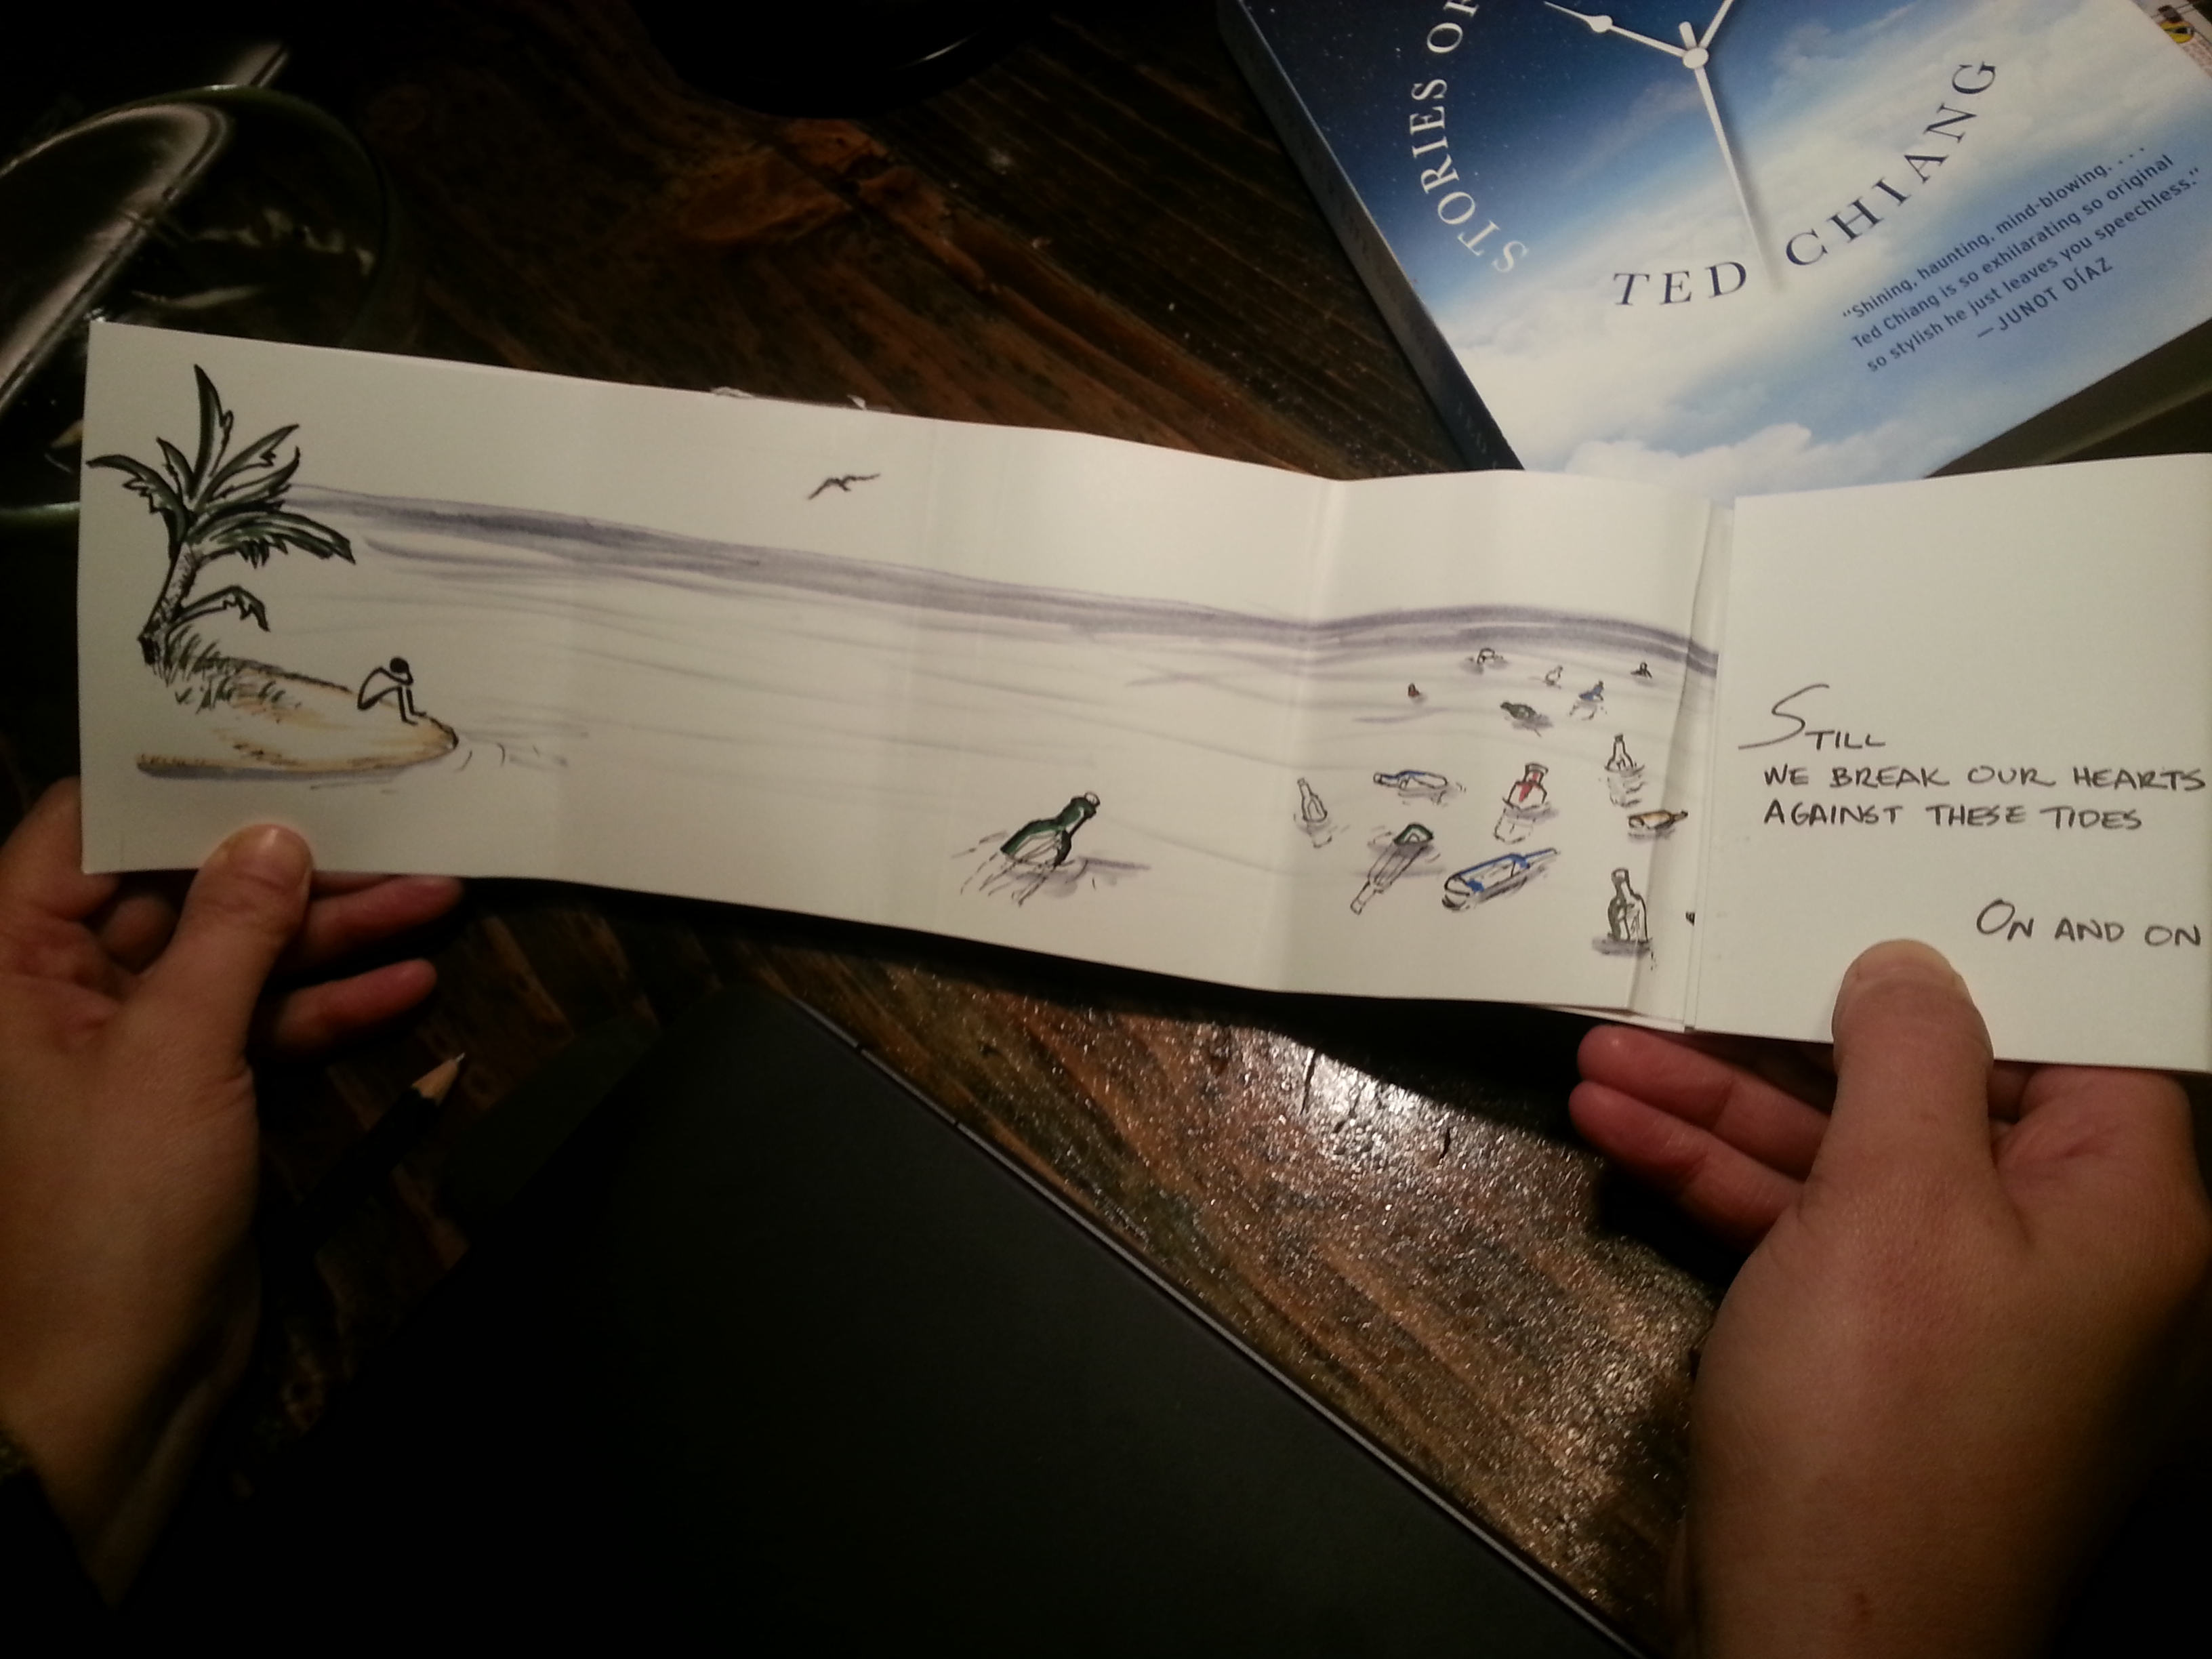 STORIES OF
TED CHIANG
“Shining, haunting, mind-blowing. . . .
Ted Chiang is so exhilarating so original
so stylish he just leaves you speechless.”
—JUNOT DÍAZ
STILL
WE BREAK OUR HEARTS
AGAINST THESE TIDES
ON AND ON